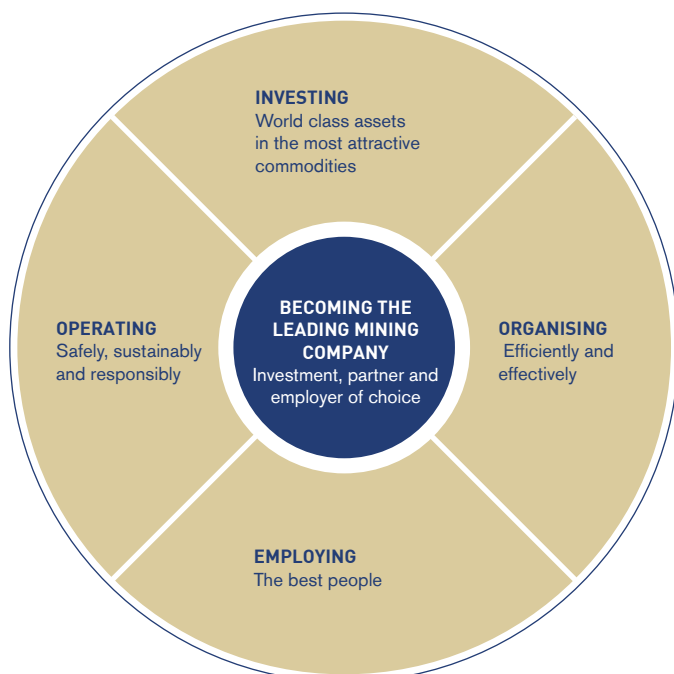 INVESTING
World class assets
in the most attractive
commodities
OPERATING
Safely, sustainably
and responsibly
BECOMING THE
LEADING MINING
COMPANY
Investment, partner and
employer of choice
ORGANISING
Efficiently and
effectively
EMPLOYING
The best people